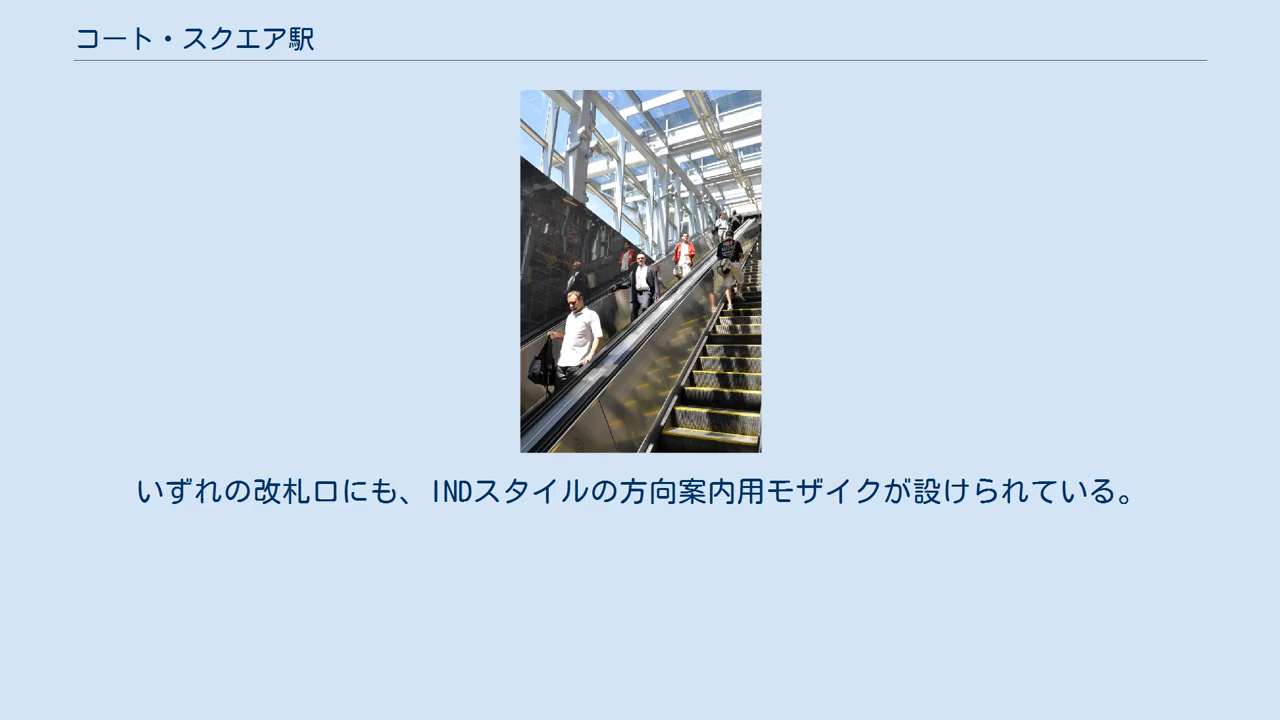 コート・スクエア駅
いずれの改札口にも、INDスタイルの方向案内用モザイクが設けられている。